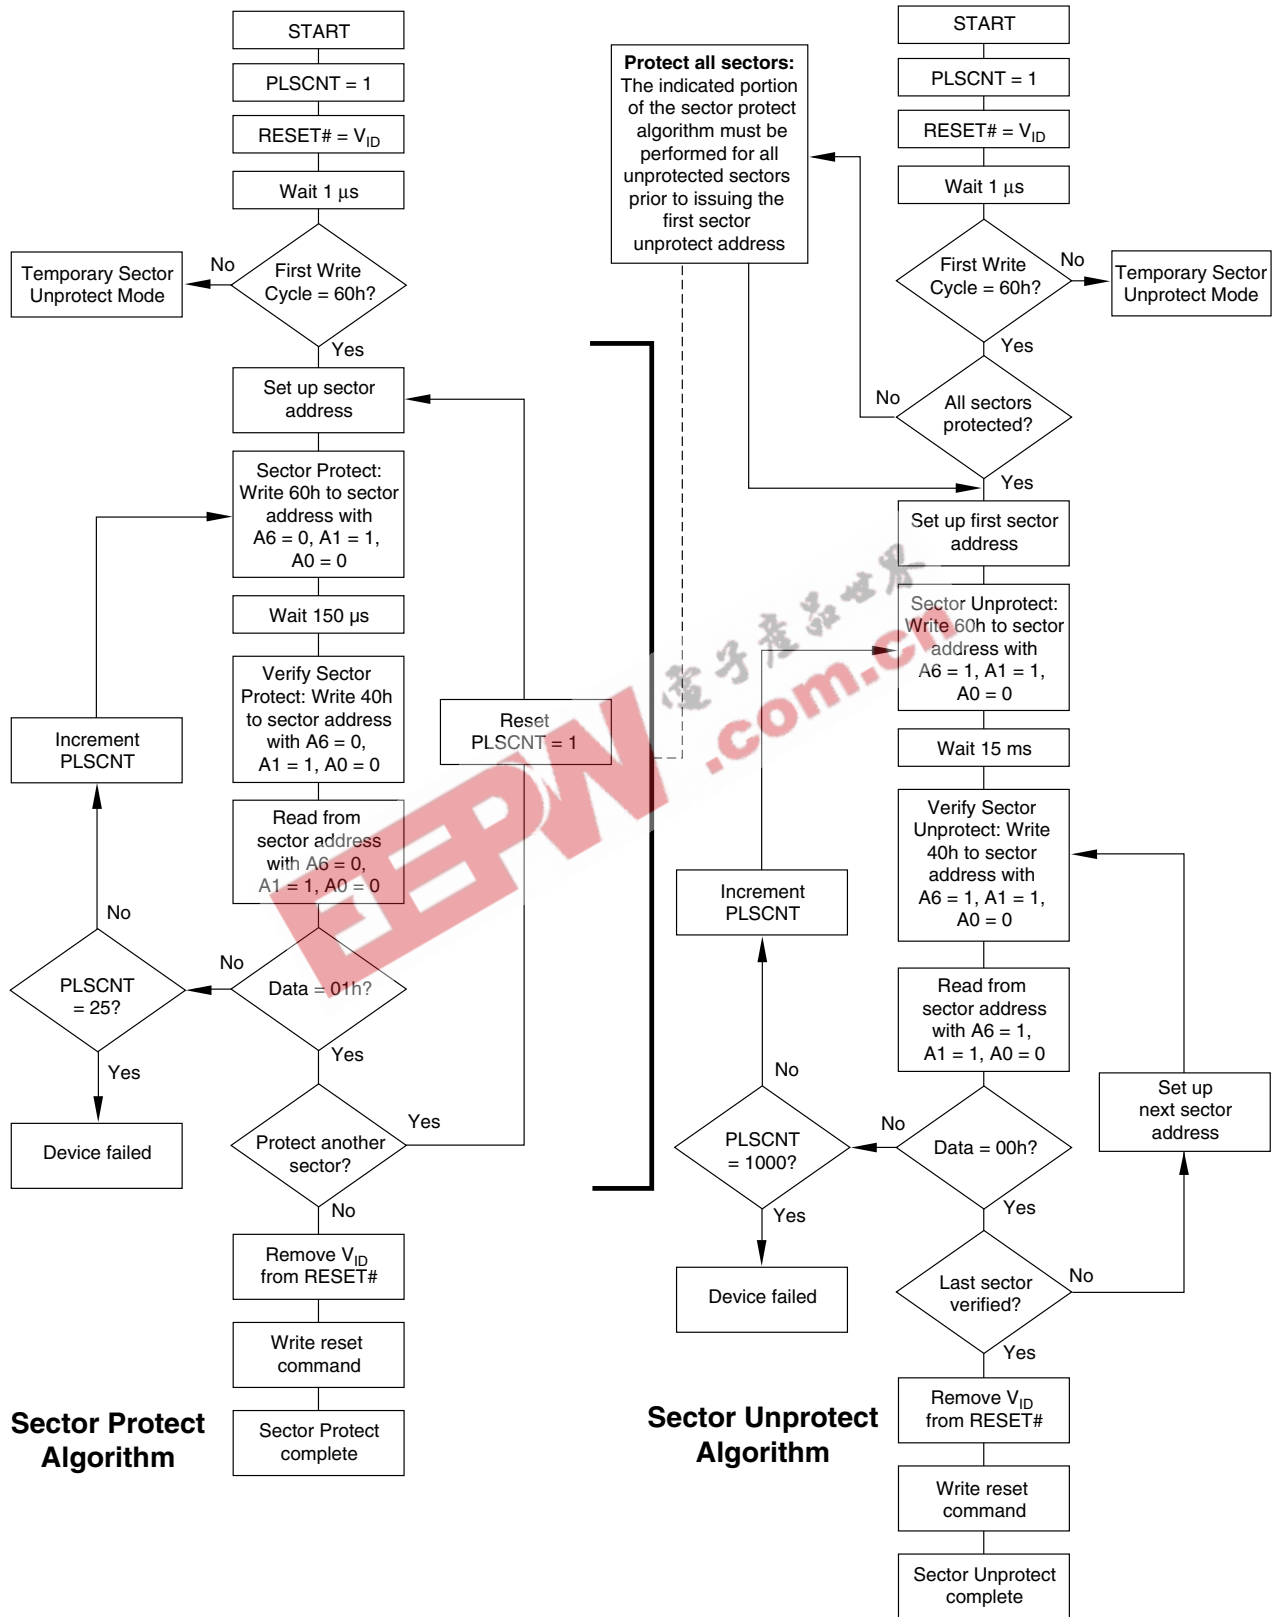 START
PLSCNT = 1
RESET# = VID
Wait 1 μs
First Write
Cycle = 60h?
No
Temporary Sector
Unprotect Mode
Yes
Set up sector
address
Sector Protect:
Write 60h to sector
address with
A6 = 0, A1 = 1,
A0 = 0
Wait 150 µs
Verify Sector
Protect: Write 40h
to sector address
with A6 = 0,
A1 = 1, A0 = 0
Read from
sector address
with A6 = 0,
A1 = 1, A0 = 0
Increment
PLSCNT
Reset
PLSCNT = 1
No
PLSCNT
= 25?
No
Data = 01h?
Yes
Device failed
Yes
Protect another
sector?
Yes
No
Remove VID
from RESET#
Write reset
command
Sector Protect
complete
Sector Protect
Algorithm
Protect all sectors:
The indicated portion
of the sector protect
algorithm must be
performed for all
unprotected sectors
prior to issuing the
first sector
unprotect address
START
PLSCNT = 1
RESET# = VID
Wait 1 μs
First Write
Cycle = 60h?
No
Temporary Sector
Unprotect Mode
Yes
No
All sectors
protected?
Yes
Set up first sector
address
Sector Unprotect:
Write 60h to sector
address with
A6 = 1, A1 = 1,
A0 = 0
Wait 15 ms
Verify Sector
Unprotect: Write
40h to sector
address with
A6 = 1, A1 = 1,
A0 = 0
Increment
PLSCNT
Read from
sector address
with A6 = 1,
A1 = 1, A0 = 0
Set up
next sector
address
No
PLSCNT
= 1000?
No
Data = 00h?
Yes
Device failed
Yes
Last sector
verified?
No
Yes
Remove VID
from RESET#
Write reset
command
Sector Unprotect
complete
Sector Unprotect
Algorithm
EEPW
電子産品世界
.com.cn